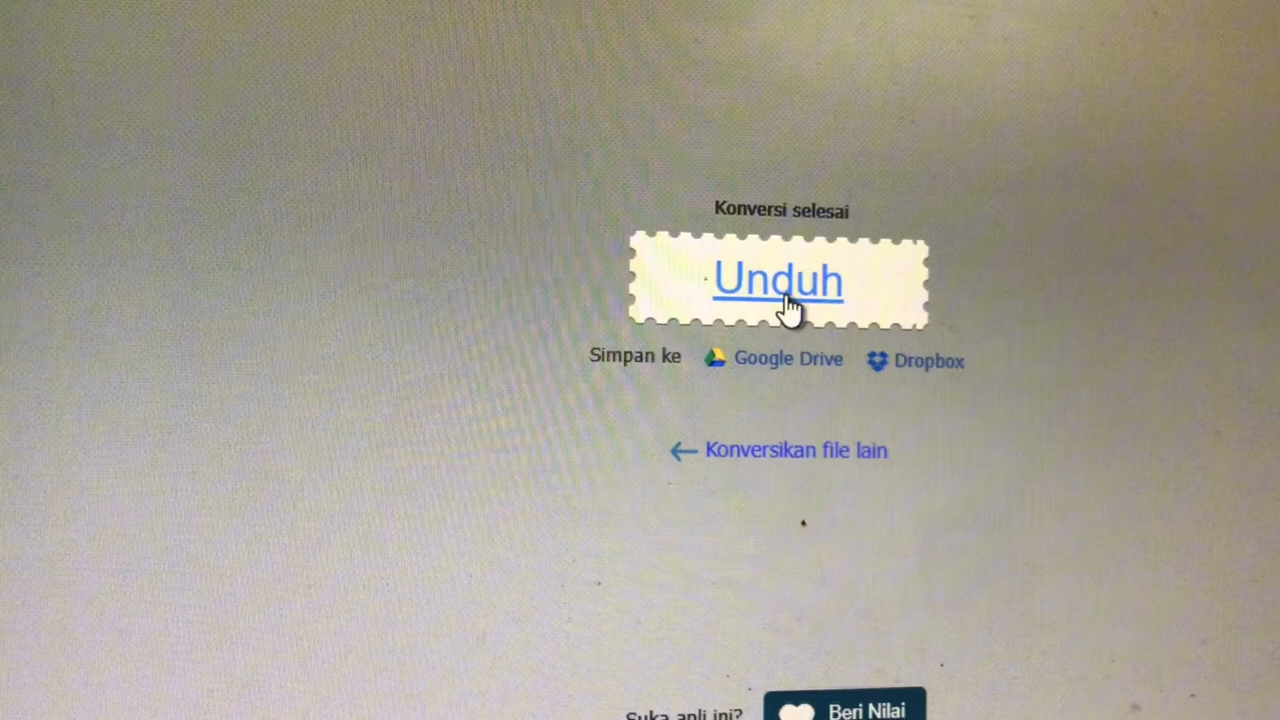 Konversi selesai
Unduh
Simpan ke Google Drive Dropbox
← Konversikan file lain
Suka apli ini? Beri Nilai